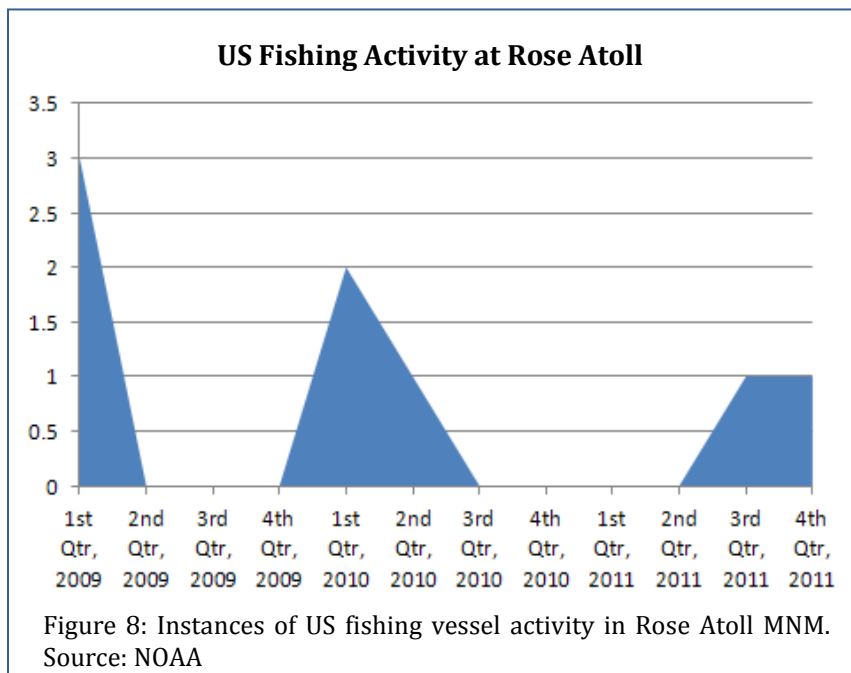 US Fishing Activity at Rose Atoll
3.5
3
2.5
2
1.5
1
0.5
0
1st Qtr, 2009
2nd Qtr, 2009
3rd Qtr, 2009
4th Qtr, 2009
1st Qtr, 2010
2nd Qtr, 2010
3rd Qtr, 2010
4th Qtr, 2010
1st Qtr, 2011
2nd Qtr, 2011
3rd Qtr, 2011
4th Qtr, 2011
Figure 8: Instances of US fishing vessel activity in Rose Atoll MNM.
Source: NOAA